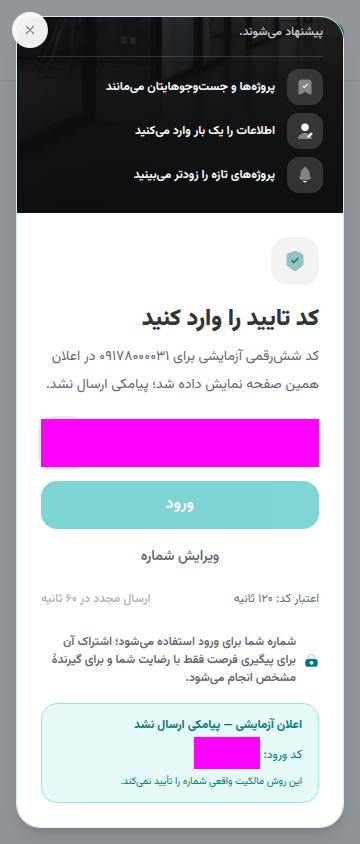 پیشنهاد می‌شوند.
پروژه‌ها و جست‌وجوهایتان می‌مانند
اطلاعات را یک بار وارد می‌کنید
پروژه‌های تازه را زودتر می‌بینید
کد تایید را وارد کنید
کد شش‌رقمی آزمایشی برای ۰۹۱۷۸۰۰۰۰۳۱ در اعلان
همین صفحه نمایش داده شد؛ پیامکی ارسال نشد.
ورود
ویرایش شماره
اعتبار کد: ۱۲۰ ثانیه
ارسال مجدد در ۶۰ ثانیه
شماره شما برای ورود استفاده می‌شود؛ اشتراک آن
برای پیگیری فرصت فقط با رضایت شما و برای گیرندهٔ
مشخص انجام می‌شود.
اعلان آزمایشی — پیامکی ارسال نشد
کد ورود:
این روش مالکیت واقعی شماره را تأیید نمی‌کند.